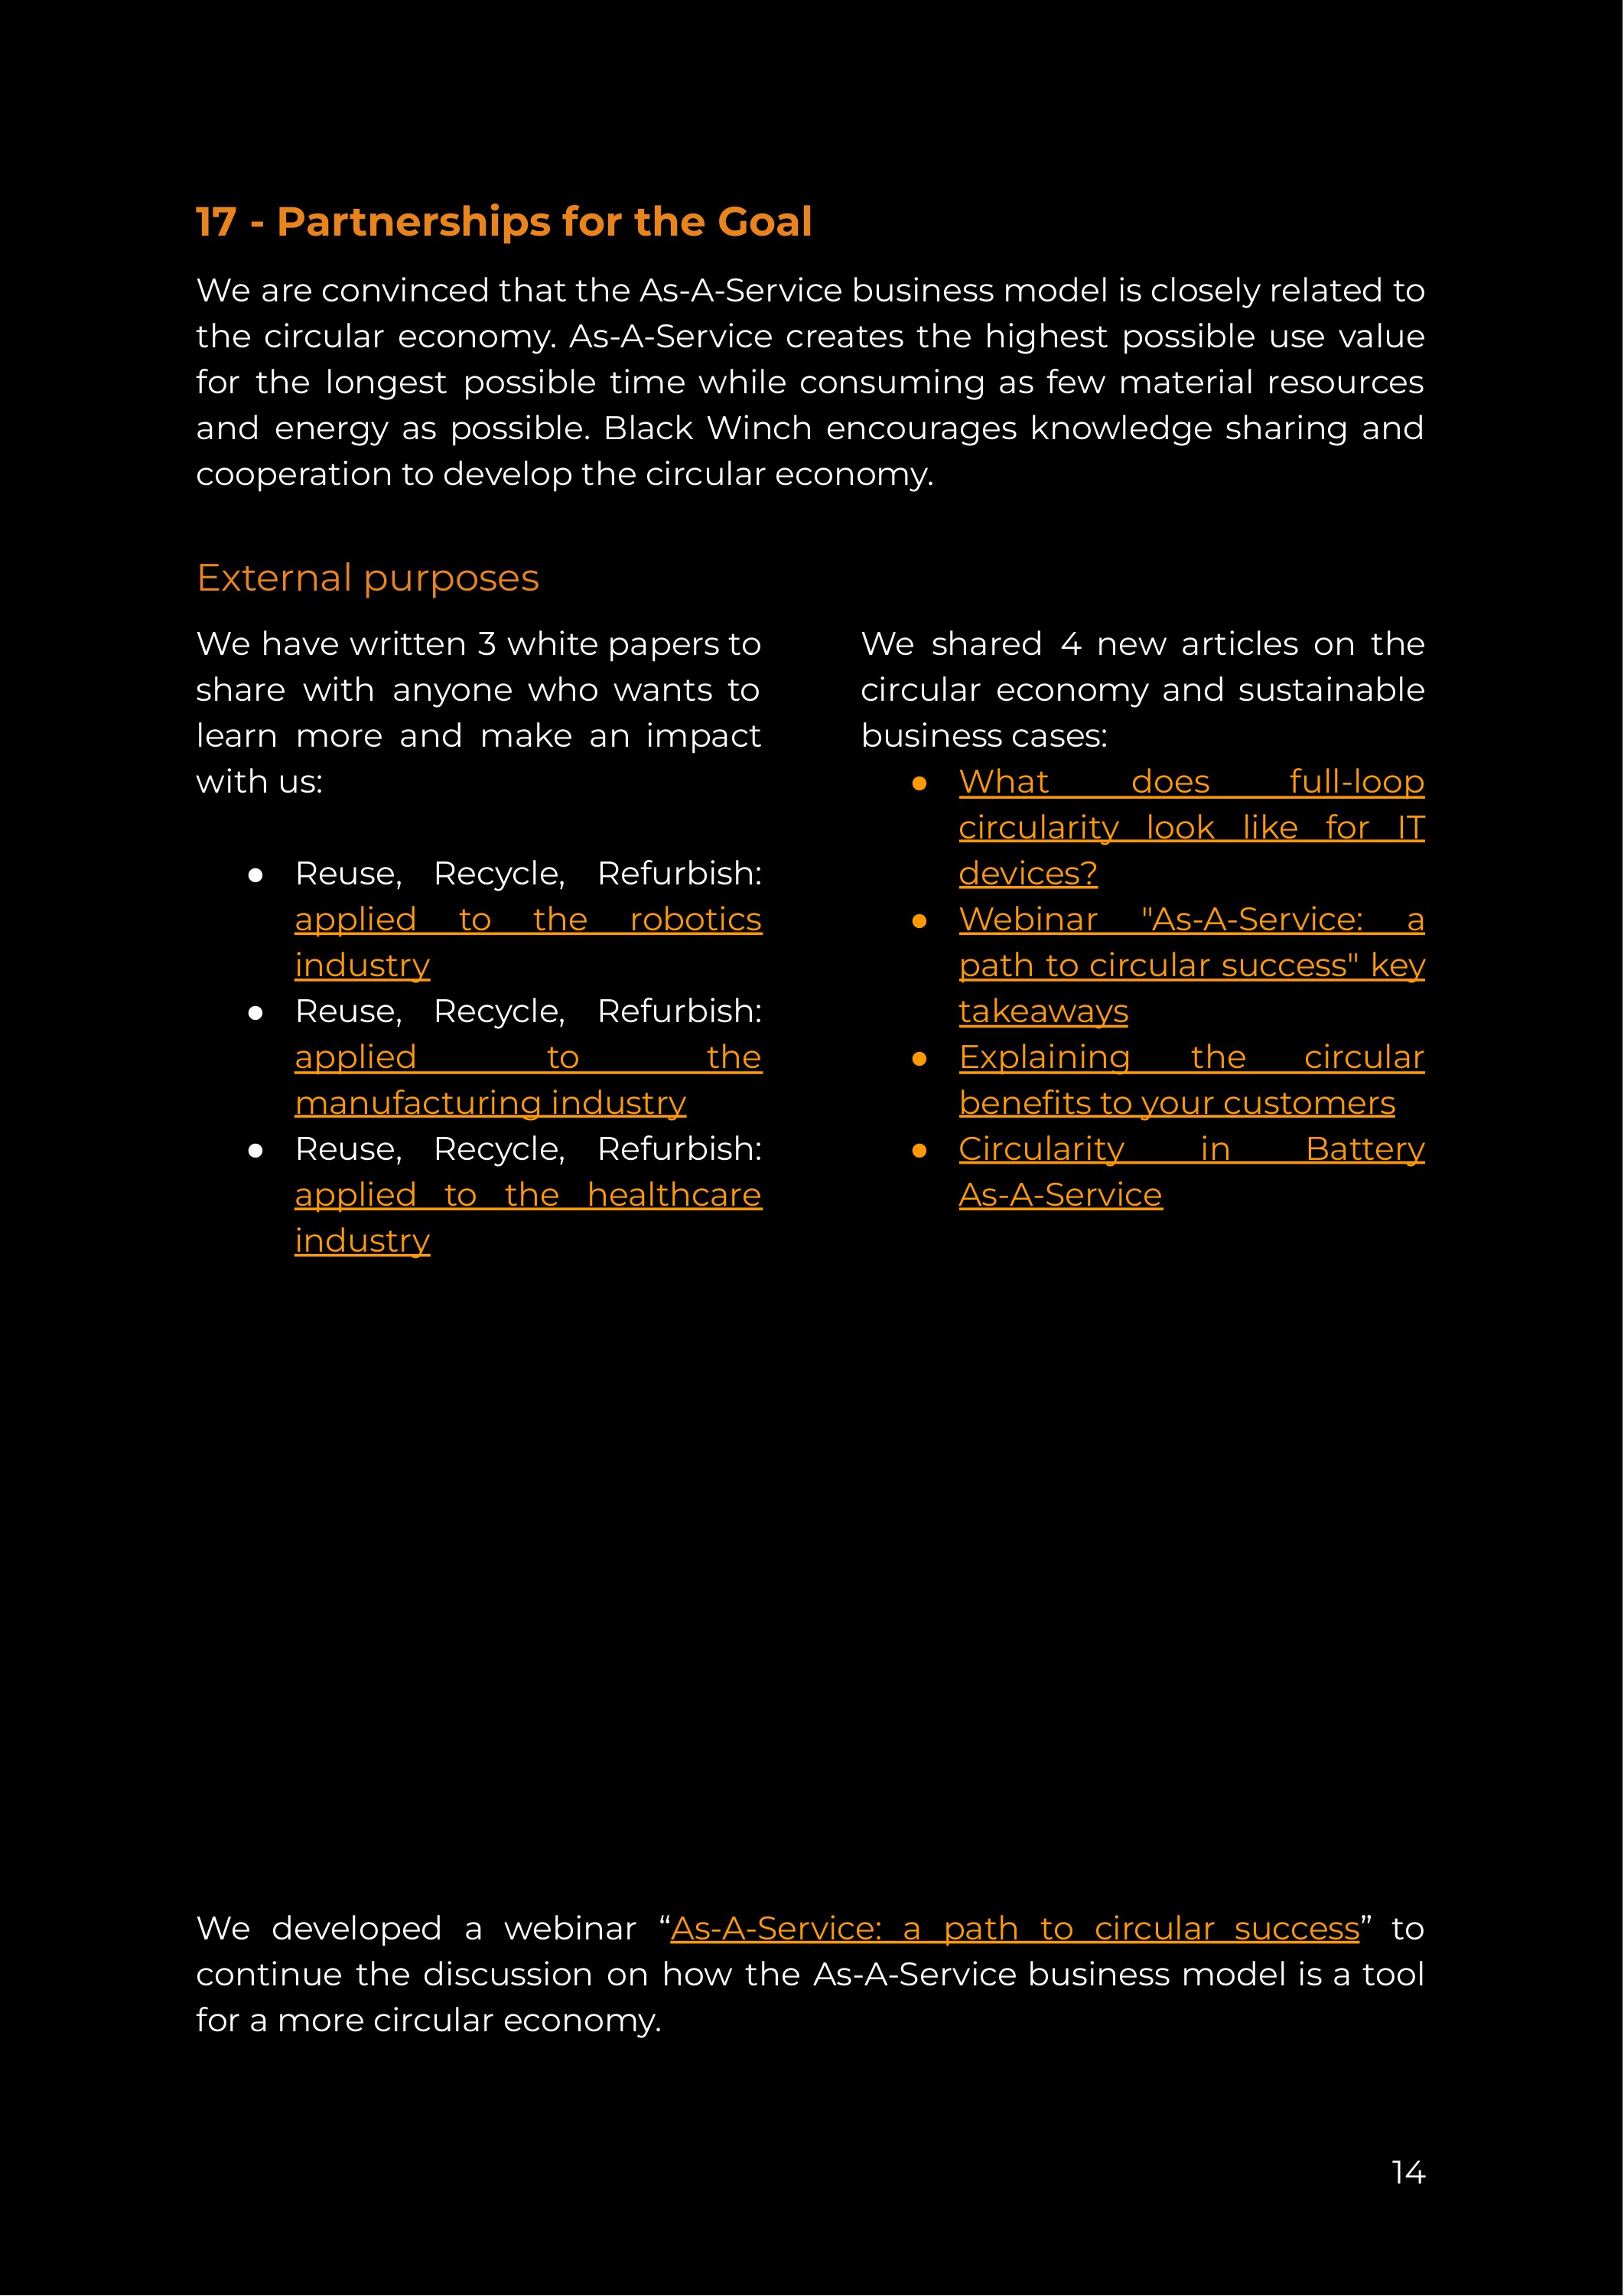 17 - Partnerships for the Goal
We are convinced that the As-A-Service business model is closely related to
the circular economy. As-A-Service creates the highest possible use value
for the longest possible time while consuming as few material resources
and energy as possible. Black Winch encourages knowledge sharing and
cooperation to develop the circular economy.
External purposes
We have written 3 white papers to
share with anyone who wants to
learn more and make an impact
with us:
● Reuse, Recycle, Refurbish:
applied to the robotics
industry
● Reuse, Recycle, Refurbish:
applied to the
manufacturing industry
● Reuse, Recycle, Refurbish:
applied to the healthcare
industry
We shared 4 new articles on the
circular economy and sustainable
business cases:
● What does full-loop
circularity look like for IT
devices?
● Webinar "As-A-Service: a
path to circular success" key
takeaways
● Explaining the circular
benefits to your customers
● Circularity in Battery
As-A-Service
We developed a webinar “As-A-Service: a path to circular success” to
continue the discussion on how the As-A-Service business model is a tool
for a more circular economy.
14